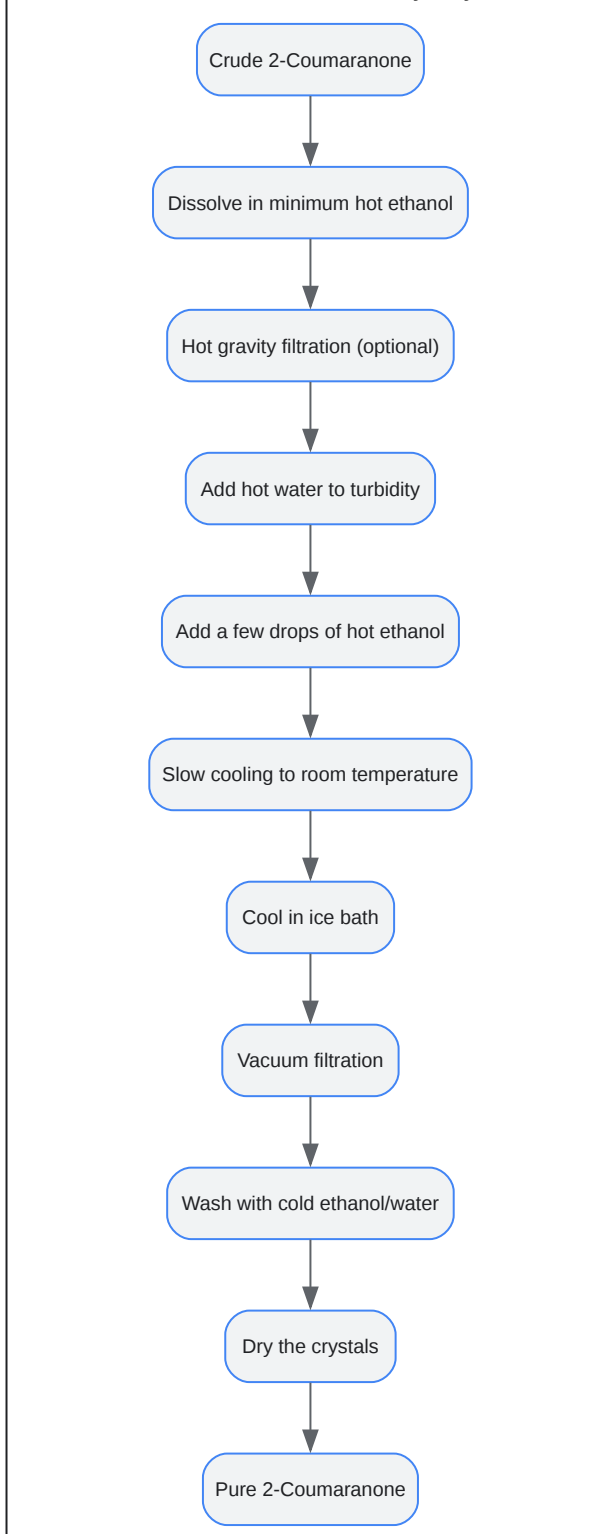 Crude 2-Coumaranone
Dissolve in minimum hot ethanol
Hot gravity filtration (optional)
Add hot water to turbidity
Add a few drops of hot ethanol
Slow cooling to room temperature
Cool in ice bath
Vacuum filtration
Wash with cold ethanol/water
Dry the crystals
Pure 2-Coumaranone